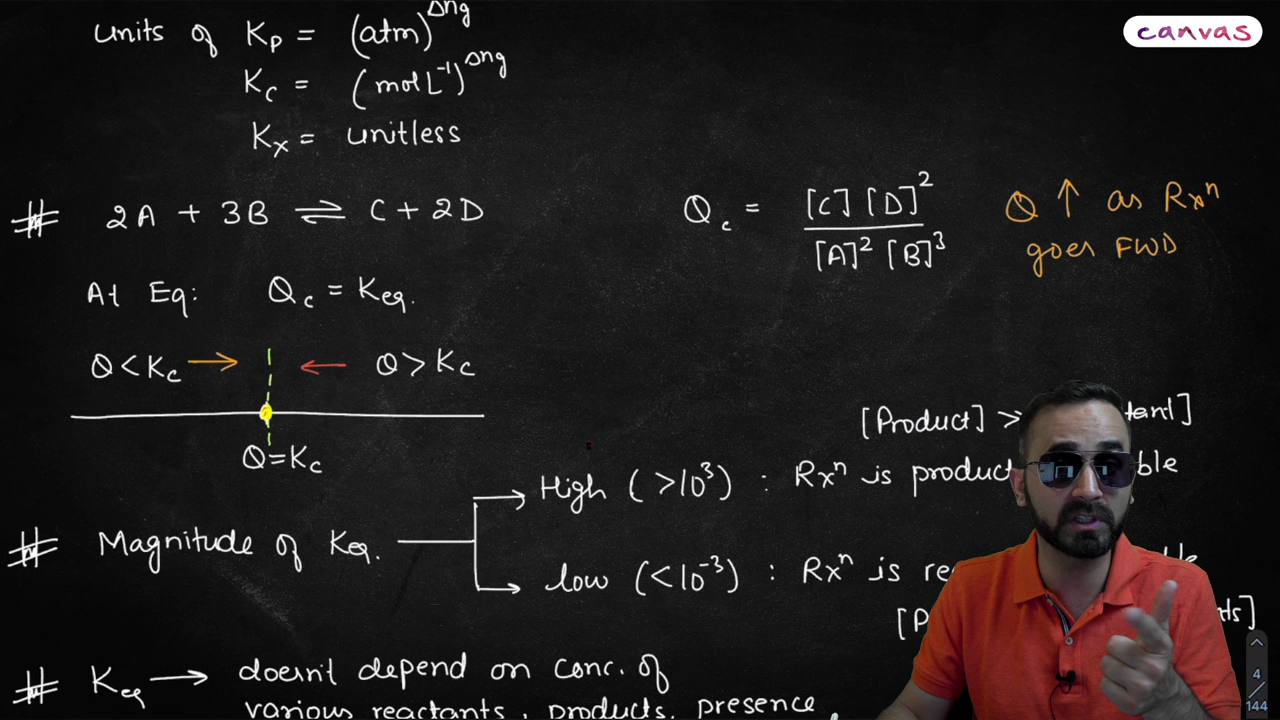 canvas
Units of Kp = (atm)^Δng
Kc = (mol L⁻¹)^Δng
Kx = unitless
# 2A + 3B ⇌ C + 2D
Qc = [C] [D]² / [A]² [B]³
Q ↑ as Rxⁿ
goes FWD
At Eq: Qc = Keq.
Q < Kc → ← Q > Kc
Q = Kc
[Product] >
High (>10³) : Rxⁿ is product
# Magnitude of Keq.
low (<10⁻³) : Rxⁿ is
# Keq → doesn't depend on conc. of
various reactants, products, presence
4
/
144